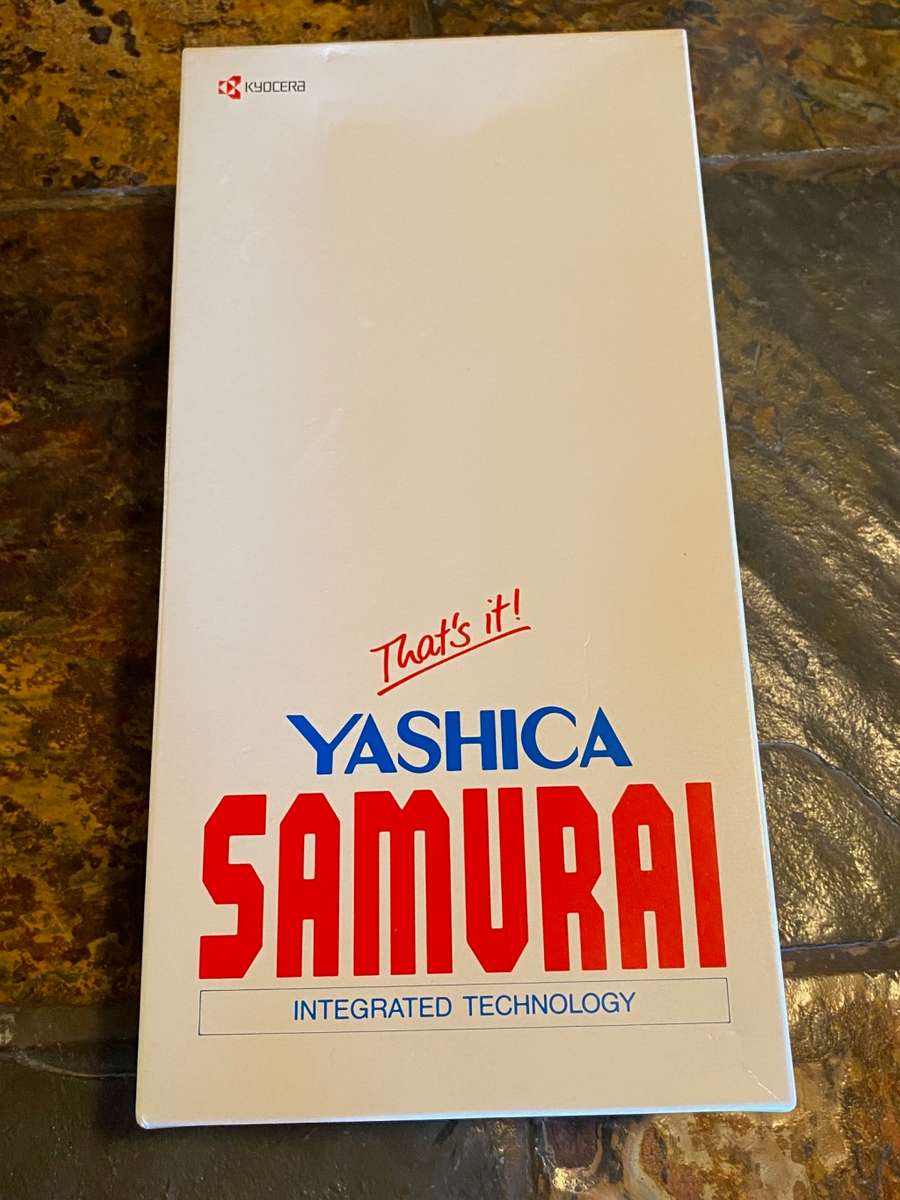 KYOCERA
That's it!
YASHICA
SAMURAI
INTEGRATED TECHNOLOGY